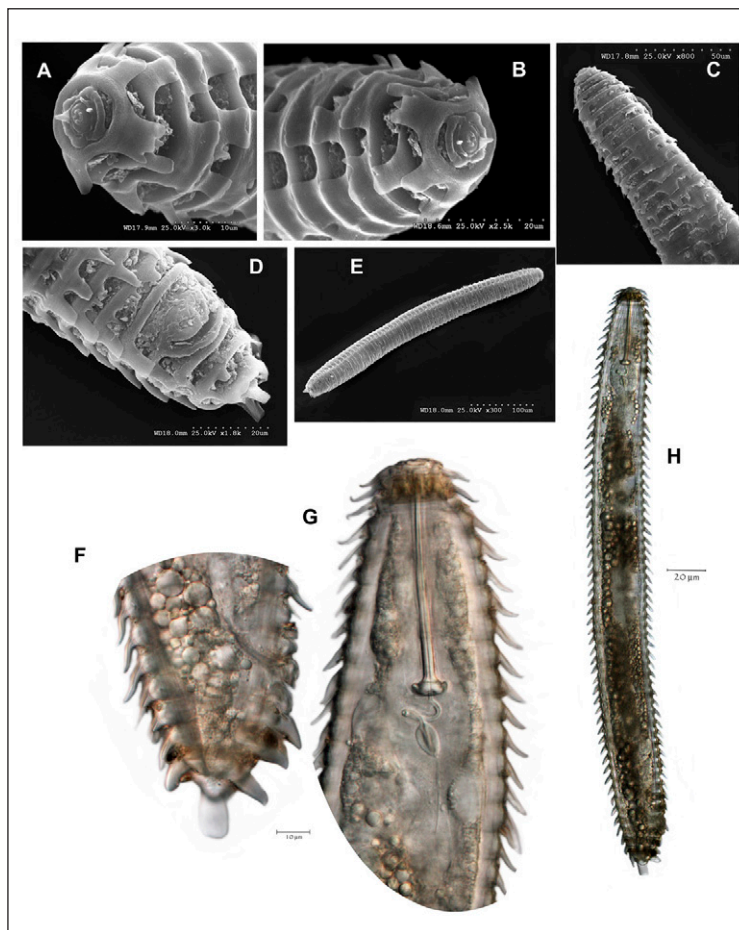 A
WD17.9mm 25.0kV x3.0k 10um
B
WD18.6mm 25.0kV x2.5k 20um
WD17.8mm 25.0kV x800 50um
C
D
WD18.0mm 25.0kV x1.8k 20um
E
WD18.0mm 25.0kV x300 100um
H
20 µm
G
F
10 µm